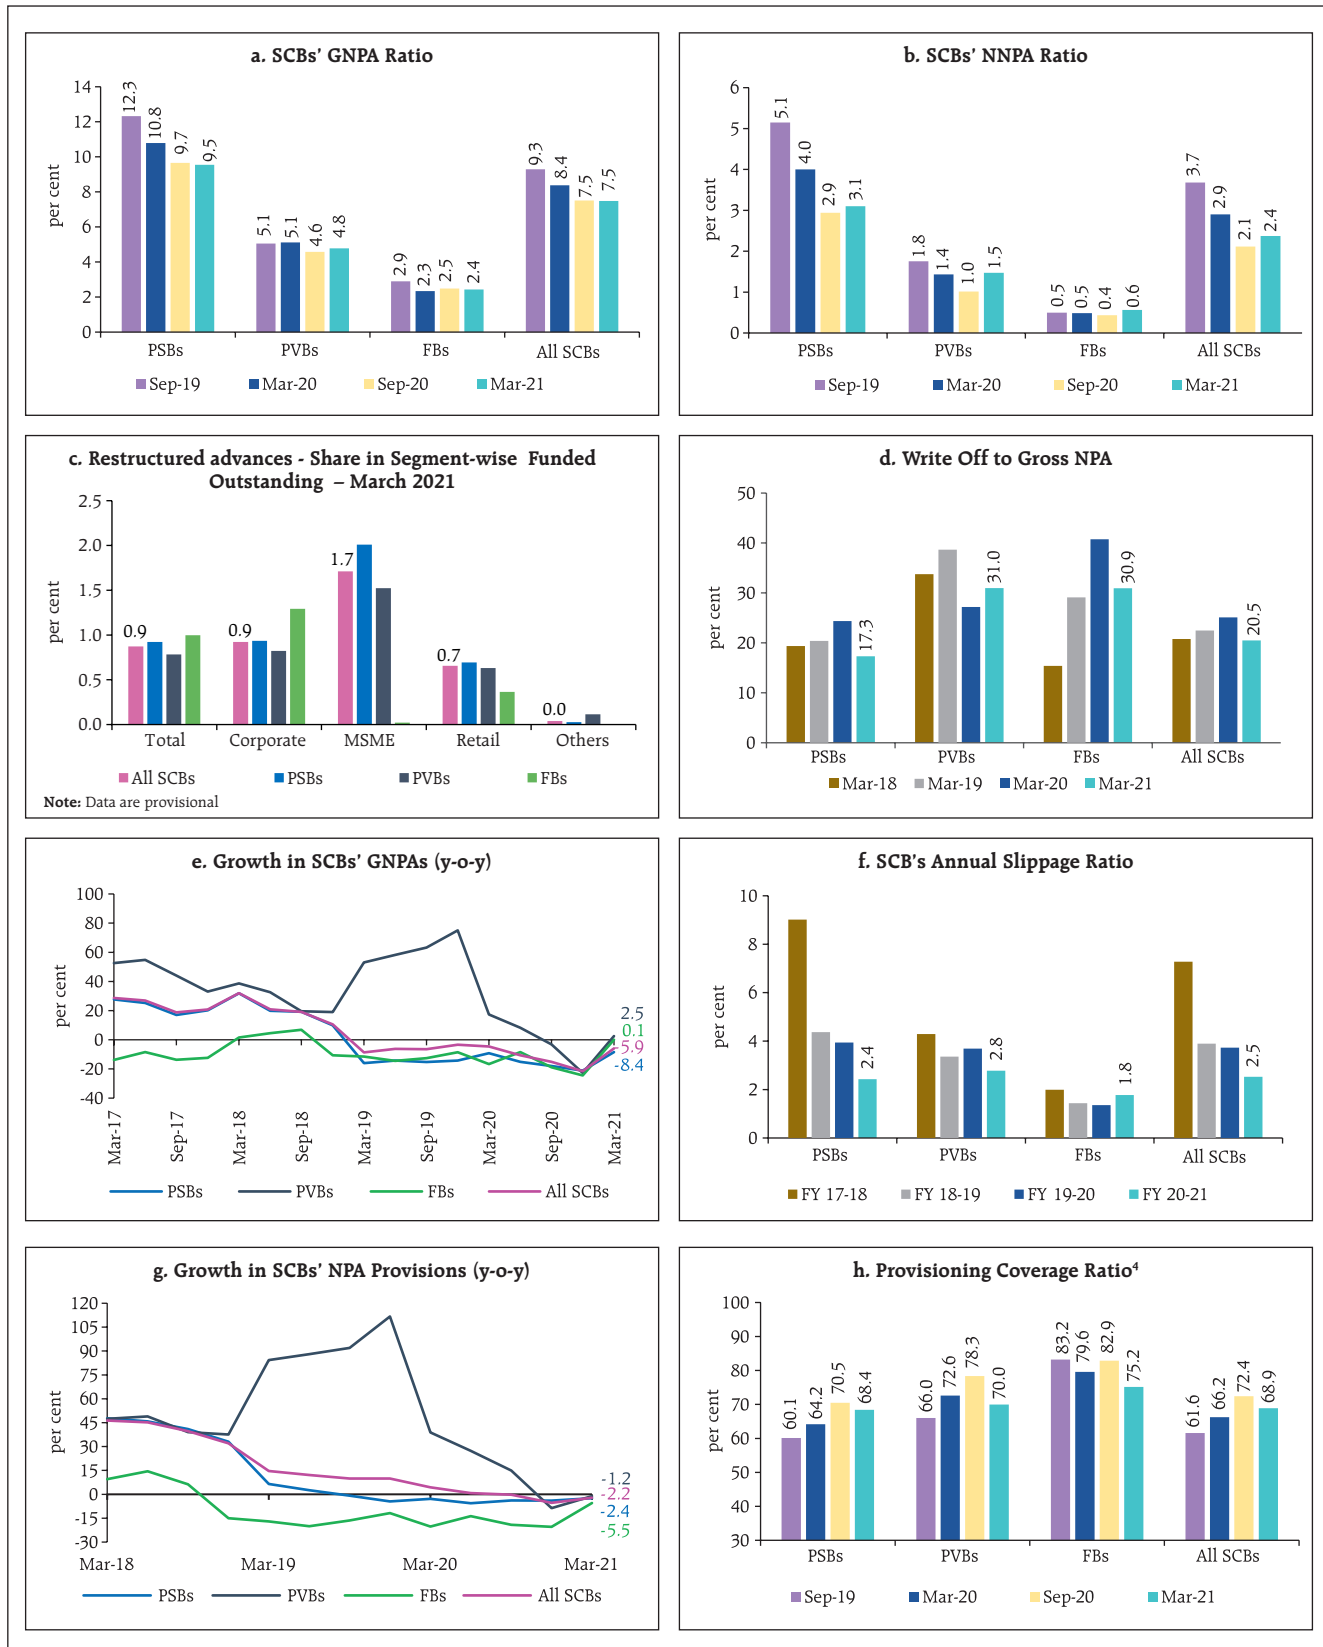 a. SCBs' GNPA Ratio
per cent
14
12
10
8
6
4
2
0
12.3
10.8
9.7
9.5
5.1
5.1
4.6
4.8
2.9
2.3
2.5
2.4
9.3
8.4
7.5
7.5
PSBs
PVBs
FBs
All SCBs
Sep-19
Mar-20
Sep-20
Mar-21
b. SCBs' NNPA Ratio
per cent
6
5
4
3
2
1
0
5.1
4.0
2.9
3.1
1.8
1.4
1.0
1.5
0.5
0.5
0.4
0.6
3.7
2.9
2.1
2.4
PSBs
PVBs
FBs
All SCBs
Sep-19
Mar-20
Sep-20
Mar-21
c. Restructured advances - Share in Segment-wise Funded
Outstanding – March 2021
per cent
2.5
2.0
1.5
1.0
0.5
0.0
0.9
0.9
1.7
0.7
0.0
Total
Corporate
MSME
Retail
Others
All SCBs
PSBs
PVBs
FBs
Note: Data are provisional
d. Write Off to Gross NPA
per cent
50
40
30
20
10
0
17.3
31.0
30.9
20.5
PSBs
PVBs
FBs
All SCBs
Mar-18
Mar-19
Mar-20
Mar-21
e. Growth in SCBs' GNPAs (y-o-y)
per cent
100
80
60
40
20
0
-20
-40
2.5
0.1
-5.9
-8.4
Mar-17
Sep-17
Mar-18
Sep-18
Mar-19
Sep-19
Mar-20
Sep-20
Mar-21
PSBs
PVBs
FBs
All SCBs
f. SCB's Annual Slippage Ratio
per cent
10
8
6
4
2
0
2.4
2.8
1.8
2.5
PSBs
PVBs
FBs
All SCBs
FY 17-18
FY 18-19
FY 19-20
FY 20-21
g. Growth in SCBs' NPA Provisions (y-o-y)
per cent
120
105
90
75
60
45
30
15
0
-15
-30
-1.2
-2.2
-2.4
-5.5
Mar-18
Mar-19
Mar-20
Mar-21
PSBs
PVBs
FBs
All SCBs
h. Provisioning Coverage Ratio⁴
per cent
100
90
80
70
60
50
40
30
60.1
64.2
70.5
68.4
66.0
72.6
78.3
70.0
83.2
79.6
82.9
75.2
61.6
66.2
72.4
68.9
PSBs
PVBs
FBs
All SCBs
Sep-19
Mar-20
Sep-20
Mar-21